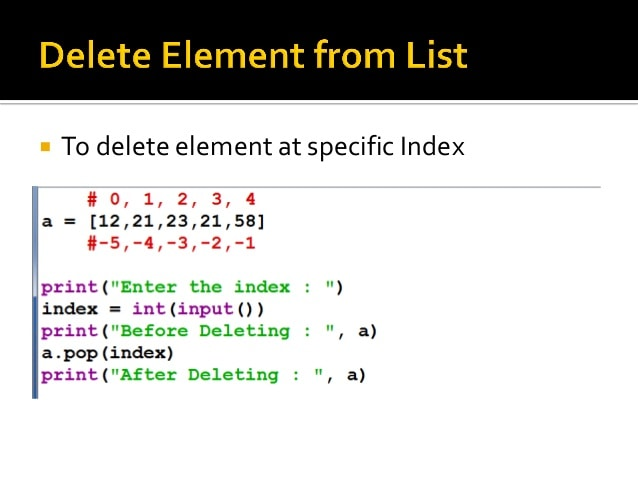 Delete Element from List
To delete element at specific Index
# 0, 1, 2, 3, 4
a = [12,21,23,21,58]
#-5,-4,-3,-2,-1
print("Enter the index : ")
index = int(input())
print("Before Deleting : ", a)
a.pop(index)
print("After Deleting : ", a)